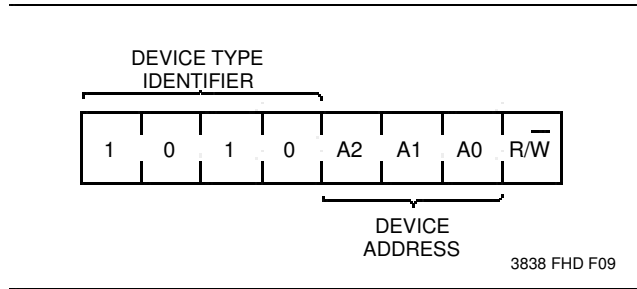 DEVICE TYPE
IDENTIFIER
1 0 1 0 A2 A1 A0 R/W̅
DEVICE
ADDRESS
3838 FHD F09